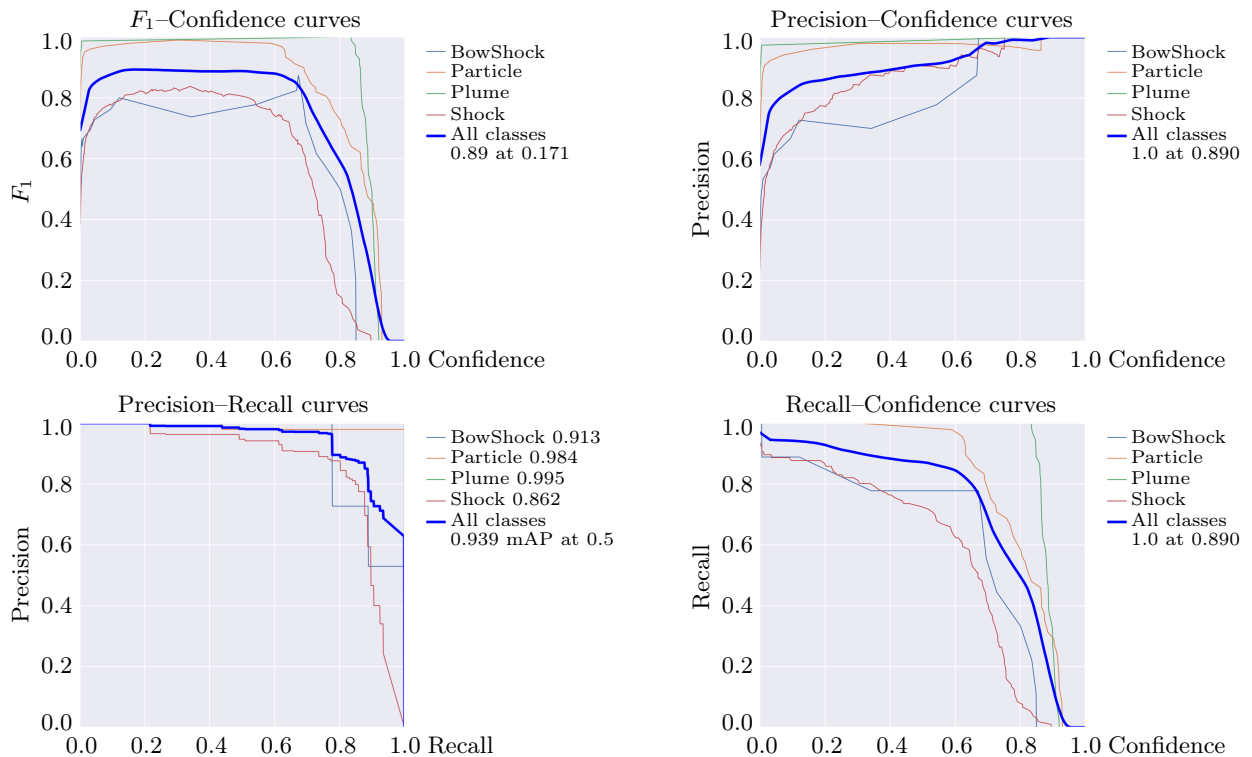 F1–Confidence curves
1.0
0.8
0.6
0.4
0.2
0.0
F1
0.0 0.2 0.4 0.6 0.8 1.0 Confidence
BowShock
Particle
Plume
Shock
All classes
0.89 at 0.171
Precision–Confidence curves
1.0
0.8
0.6
0.4
0.2
0.0
Precision
0.0 0.2 0.4 0.6 0.8 1.0 Confidence
BowShock
Particle
Plume
Shock
All classes
1.0 at 0.890
Precision–Recall curves
1.0
0.8
0.6
0.4
0.2
0.0
Precision
0.0 0.2 0.4 0.6 0.8 1.0 Recall
BowShock 0.913
Particle 0.984
Plume 0.995
Shock 0.862
All classes
0.939 mAP at 0.5
Recall–Confidence curves
1.0
0.8
0.6
0.4
0.2
0.0
Recall
0.0 0.2 0.4 0.6 0.8 1.0 Confidence
BowShock
Particle
Plume
Shock
All classes
1.0 at 0.890